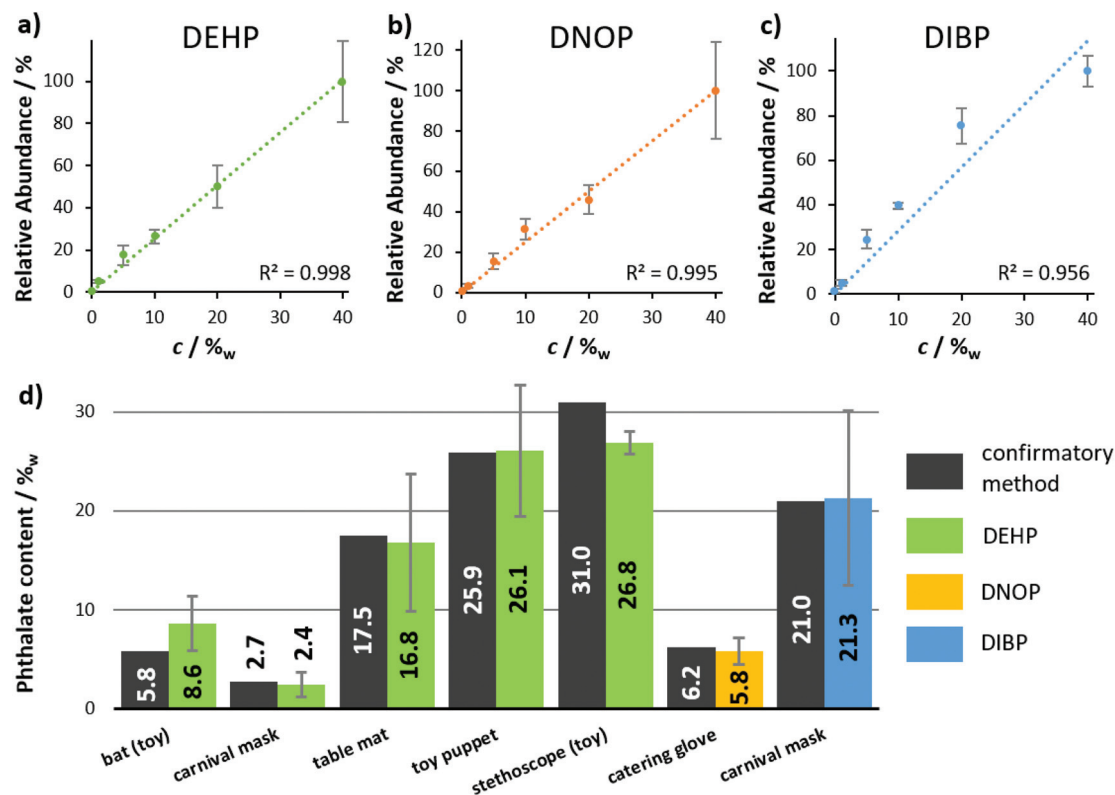 a)
DEHP
Relative Abundance / %
100
80
60
40
20
0
0 10 20 30 40
c / %w
R² = 0.998
b)
DNOP
Relative Abundance / %
120
100
80
60
40
20
0
0 10 20 30 40
c / %w
R² = 0.995
c)
DIBP
Relative Abundance / %
100
80
60
40
20
0
0 10 20 30 40
c / %w
R² = 0.956
d)
Phthalate content / %w
30
20
10
0
5.8 8.6
2.7 2.4
17.5 16.8
25.9 26.1
31.0 26.8
6.2 5.8
21.0 21.3
bat (toy)
carnival mask
table mat
toy puppet
stethoscope (toy)
catering glove
carnival mask
confirmatory
method
DEHP
DNOP
DIBP